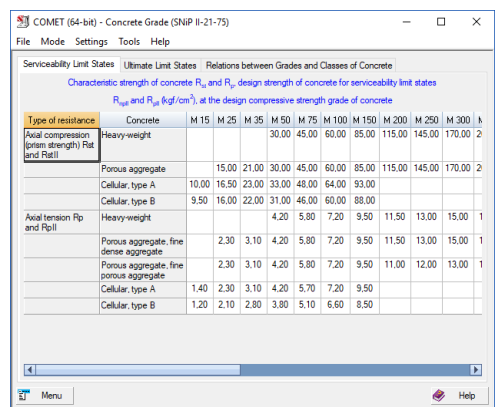 COMET (64-bit) - Concrete Grade (SNiP II-21-75)
File Mode Settings Tools Help
Serviceability Limit States Ultimate Limit States Relations between Grades and Classes of Concrete
Characteristic strength of concrete Rst and Rp, design strength of concrete for serviceability limit states
RnpII and RpII (kgf/cm²), at the design compressive strength grade of concrete
Type of resistance Concrete M 15 M 25 M 35 M 50 M 75 M 100 M 150 M 200 M 250 M 300 M
Axial compression Heavy-weight 30,00 45,00 60,00 85,00 115,00 145,00 170,00 2
(prism strength) Rst
and RstII
Porous aggregate 15,00 21,00 30,00 45,00 60,00 85,00 115,00 145,00 170,00 2
Cellular, type A 10,00 16,50 23,00 33,00 48,00 64,00 93,00
Cellular, type B 9,50 16,00 22,00 31,00 46,00 60,00 88,00
Axial tension Rp Heavy-weight 4,20 5,80 7,20 9,50 11,50 13,00 15,00 1
and RpII
Porous aggregate, fine 2,30 3,10 4,20 5,80 7,20 9,50 11,50 13,00 15,00 1
dense aggregate
Porous aggregate, fine 2,30 3,10 4,20 5,80 7,20 9,50 11,00 12,00 13,00 1
porous aggregate
Cellular, type A 1,40 2,30 3,10 4,20 5,70 7,20 9,50
Cellular, type B 1,20 2,10 2,80 3,80 5,10 6,60 8,50
Menu Help